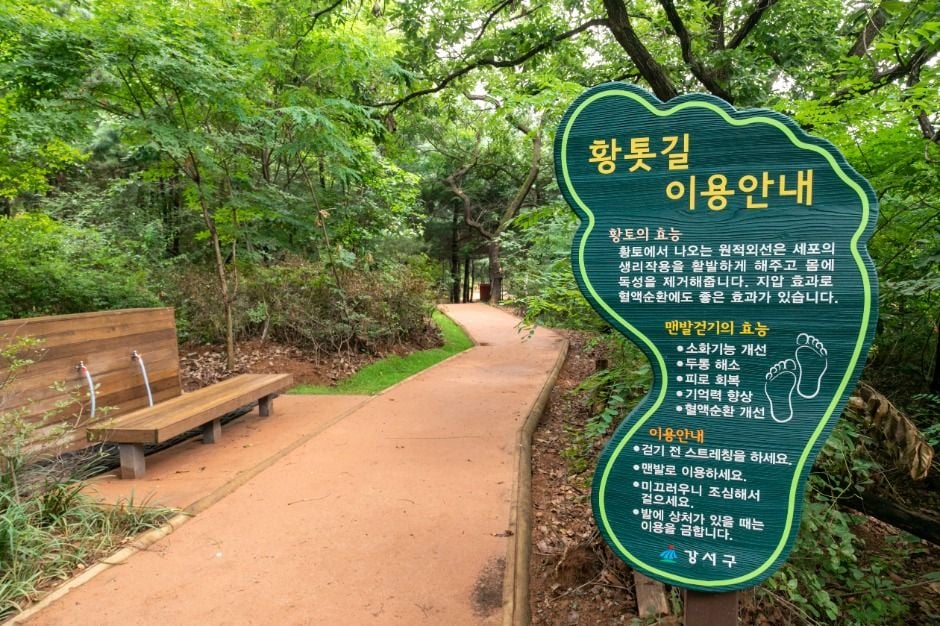 황톳길
이용안내
황토의 효능
황토에서 나오는 원적외선은 세포의
생리작용을 활발하게 해주고 몸에
독성을 제거해줍니다. 지압 효과로
혈액순환에도 좋은 효과가 있습니다.
맨발걷기의 효능
•소화기능 개선
•두통 해소
•피로 회복
•기억력 향상
•혈액순환 개선
이용안내
•걷기 전 스트레칭을 하세요.
•맨발로 이용하세요.
•미끄러우니 조심해서
걸으세요.
•발에 상처가 있을 때는
이용을 금합니다.
강서구